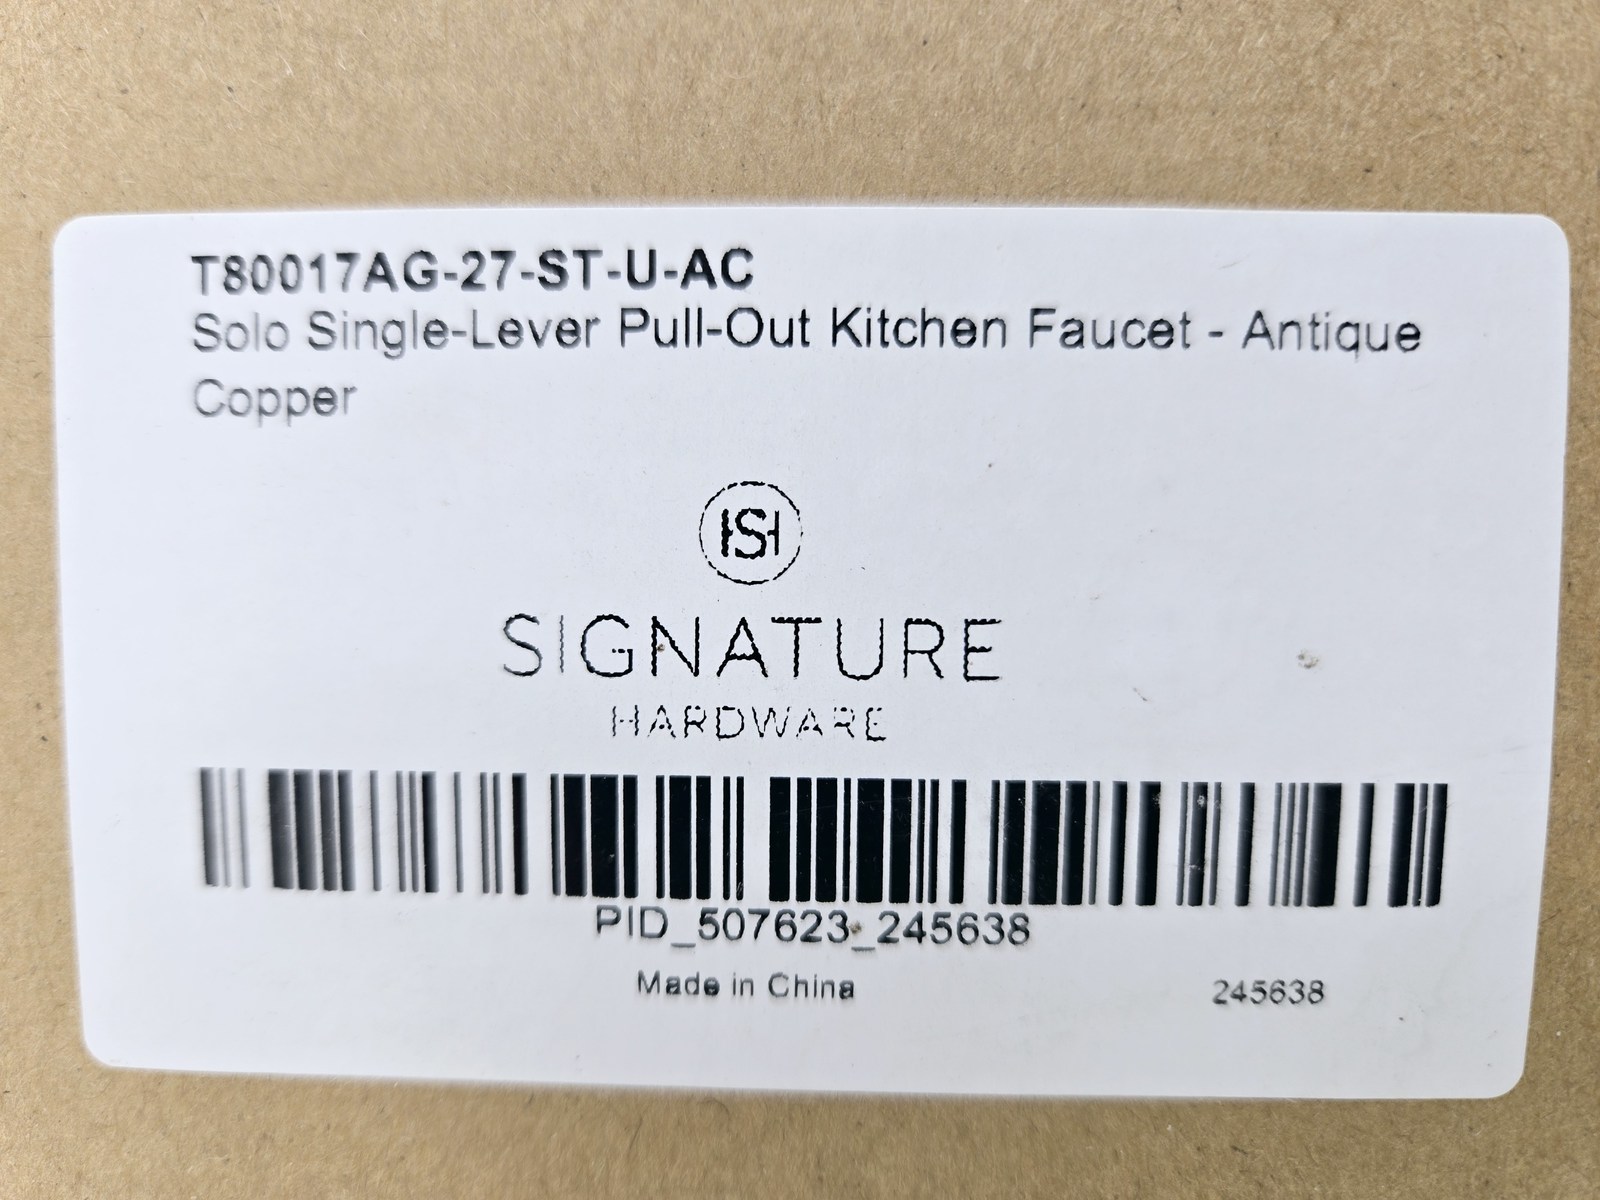 T80017AG-27-ST-U-AC
Solo Single-Lever Pull-Out Kitchen Faucet - Antique
Copper
SH
SIGNATURE
HARDWARE
PID_507623_245638
Made in China
245638